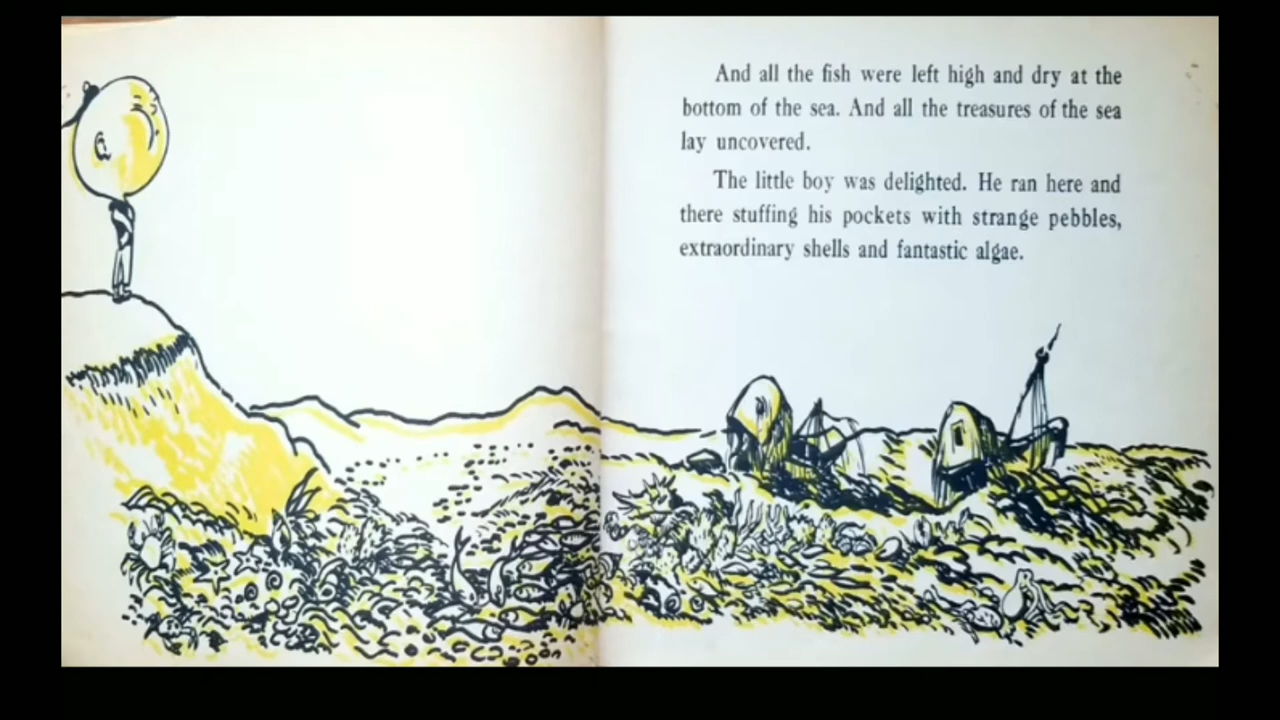 And all the fish were left high and dry at the
bottom of the sea. And all the treasures of the sea
lay uncovered.
The little boy was delighted. He ran here and
there stuffing his pockets with strange pebbles,
extraordinary shells and fantastic algae.